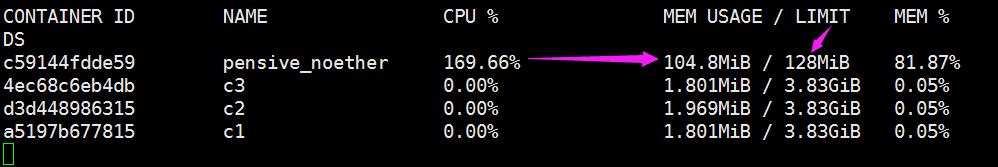 CONTAINER ID NAME CPU % MEM USAGE / LIMIT MEM %
DS
c59144fdde59 pensive_noether 169.66% 104.8MiB / 128MiB 81.87%
4ec68c6eb4db c3 0.00% 1.801MiB / 3.83GiB 0.05%
d3d448986315 c2 0.00% 1.969MiB / 3.83GiB 0.05%
a5197b677815 c1 0.00% 1.801MiB / 3.83GiB 0.05%